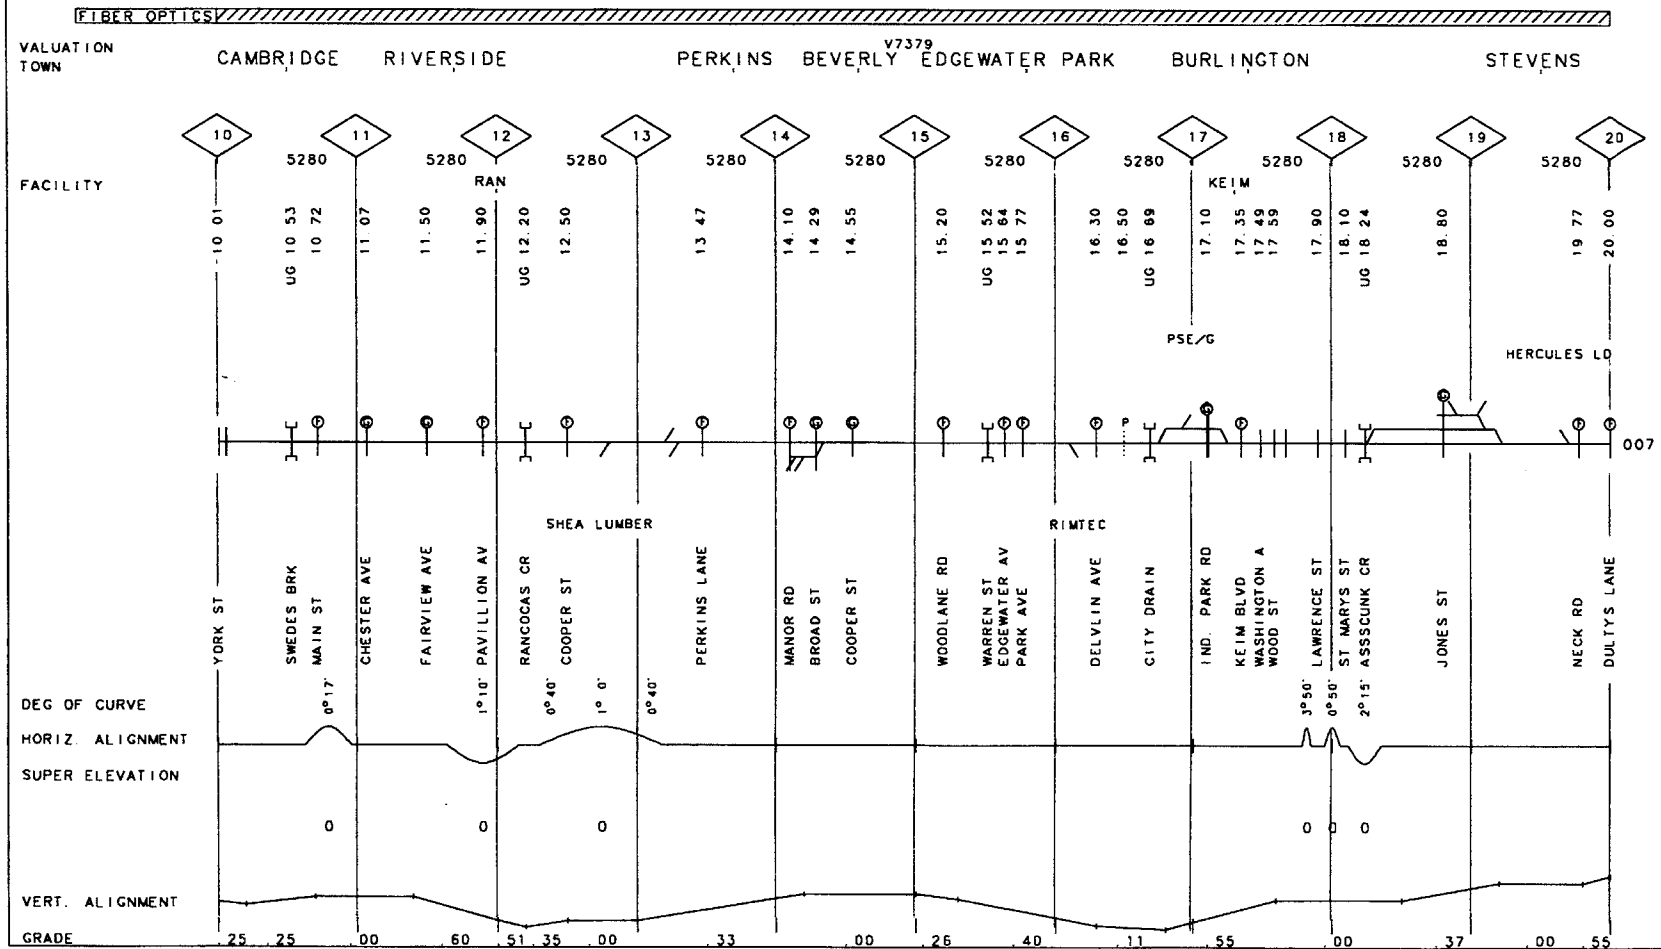 FIBER OPTICS
V7379
VALUATION
TOWN
CAMBRIDGE RIVERSIDE PERKINS BEVERLY EDGEWATER PARK BURLINGTON STEVENS
10 11 12 13 14 15 16 17 18 19 20
5280 5280 5280 5280 5280 5280 5280 5280 5280 5280
FACILITY
RAN KEIM
10 01
UG 10 53
10 72
11.07
11.50
11.90
UG 12.20
12.50
13 47
14.10
14 29
14.55
15.20
UG 15 52
15 64
15 77
16.30
16.50
UG 16 69
17.10
17.35
17 49
17 59
17.90
18.10
UG 18 24
18.80
19 77
20.00
PSE/G
HERCULES LD
F G G F F F G G F F F F P G F G F F
007
SHEA LUMBER RIMTEC
YORK ST
SWEDES BRK
MAIN ST
CHESTER AVE
FAIRVIEW AVE
PAVILLION AV
RANCOCAS CR
COOPER ST
PERKINS LANE
MANOR RD
BROAD ST
COOPER ST
WOODLANE RD
WARREN ST
EDGEWATER AV
PARK AVE
DELVLIN AVE
CITY DRAIN
IND. PARK RD
KEIM BLVD
WASHINGTON A
WOOD ST
LAWRENCE ST
ST MARYS ST
ASSSCUNK CR
JONES ST
NECK RD
DULTYS LANE
DEG OF CURVE
0°17' 1°10' 0°40' 1° 0' 0°40' 3°50' 0°50' 2°15'
HORIZ. ALIGNMENT
SUPER ELEVATION
0 0 0 0 0 0
VERT. ALIGNMENT
GRADE
.25 .25 .00 .60 .51 .35 .00 .33 .00 .26 .40 .11 .55 .00 .37 .00 .55